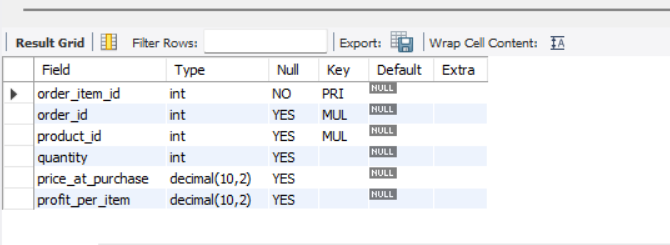 Result Grid Filter Rows: Export: Wrap Cell Content: IA
Field Type Null Key Default Extra
order_item_id int NO PRI NULL
order_id int YES MUL NULL
product_id int YES MUL NULL
quantity int YES NULL
price_at_purchase decimal(10,2) YES NULL
profit_per_item decimal(10,2) YES NULL